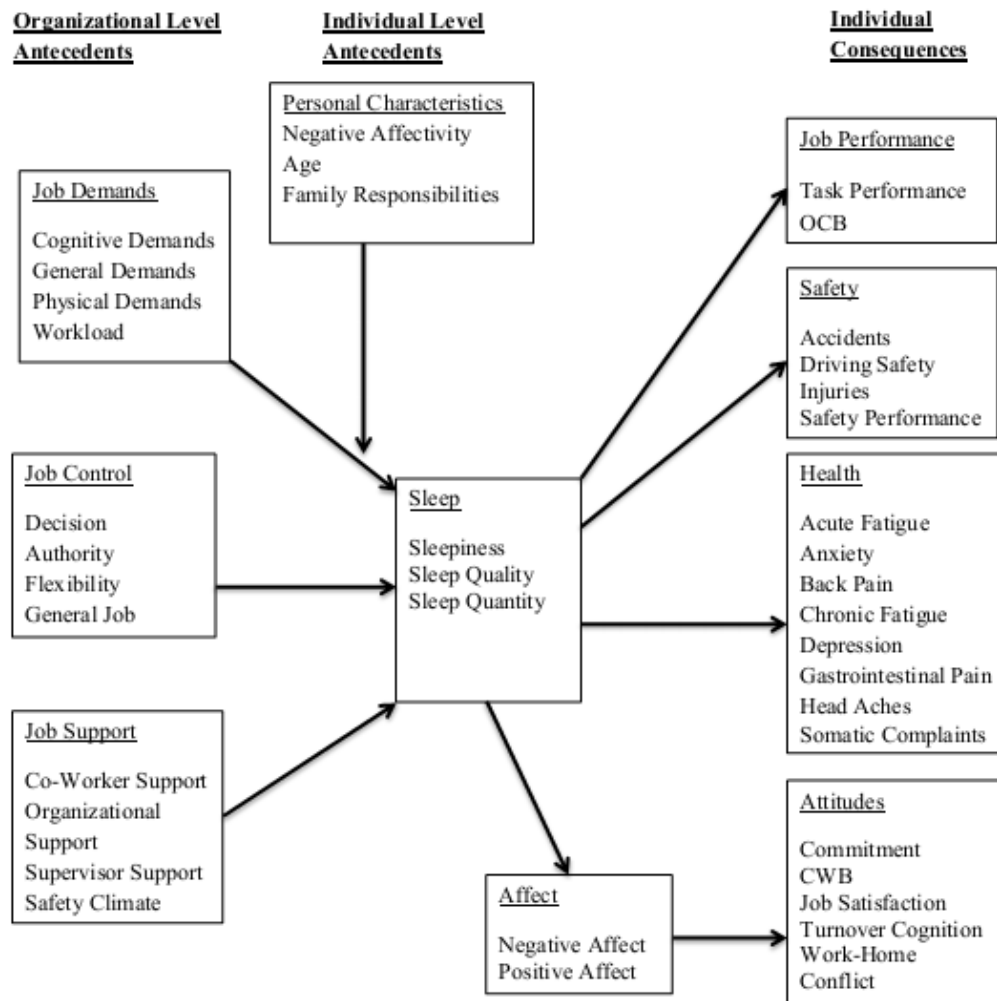 Organizational Level
Antecedents
Individual Level
Antecedents
Individual
Consequences
Personal Characteristics
Negative Affectivity
Age
Family Responsibilities
Job Demands
Cognitive Demands
General Demands
Physical Demands
Workload
Job Control
Decision
Authority
Flexibility
General Job
Job Support
Co-Worker Support
Organizational
Support
Supervisor Support
Safety Climate
Sleep
Sleepiness
Sleep Quality
Sleep Quantity
Affect
Negative Affect
Positive Affect
Job Performance
Task Performance
OCB
Safety
Accidents
Driving Safety
Injuries
Safety Performance
Health
Acute Fatigue
Anxiety
Back Pain
Chronic Fatigue
Depression
Gastrointestinal Pain
Head Aches
Somatic Complaints
Attitudes
Commitment
CWB
Job Satisfaction
Turnover Cognition
Work-Home
Conflict